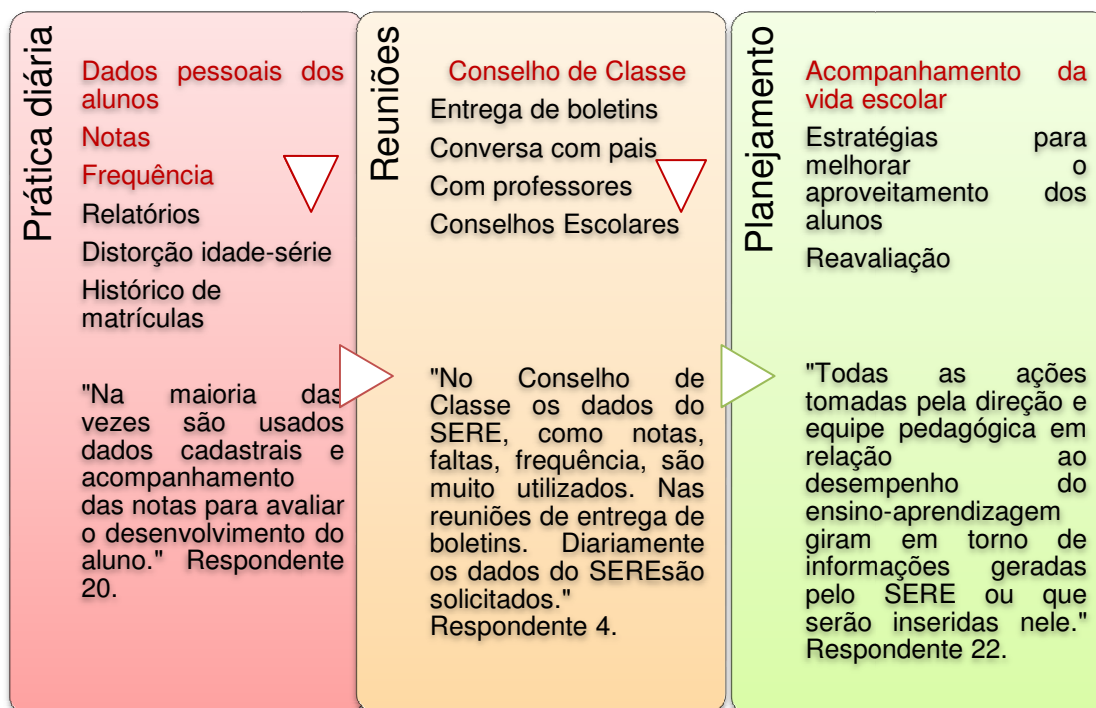 Prática diária
Dados pessoais dos
alunos
Notas
Frequência
Relatórios
Distorção idade-série
Histórico de
matrículas
"Na maioria das
vezes são usados
dados cadastrais e
acompanhamento
das notas para avaliar
o desenvolvimento do
aluno." Respondente
20.
Reuniões
Conselho de Classe
Entrega de boletins
Conversa com pais
Com professores
Conselhos Escolares
"No Conselho de
Classe os dados do
SERE, como notas,
faltas, frequência, são
muito utilizados. Nas
reuniões de entrega de
boletins. Diariamente
os dados do SEREsão
solicitados."
Respondente 4.
Planejamento
Acompanhamento da
vida escolar
Estratégias para
melhorar o
aproveitamento dos
alunos
Reavaliação
"Todas as ações
tomadas pela direção e
equipe pedagógica em
relação ao
desempenho do
ensino-aprendizagem
giram em torno de
informações geradas
pelo SERE ou que
serão inseridas nele."
Respondente 22.